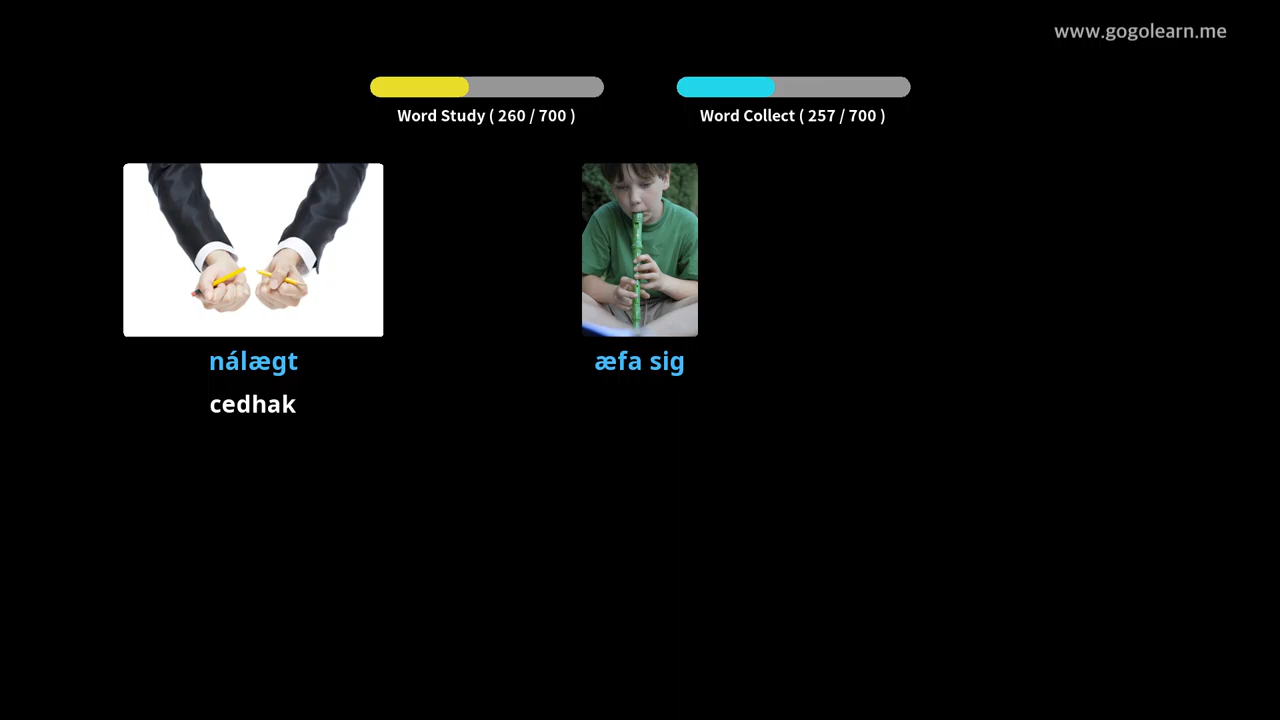 www.gogolearn.me
Word Study ( 260 / 700 )
Word Collect ( 257 / 700 )
nálægt
æfa sig
cedhak